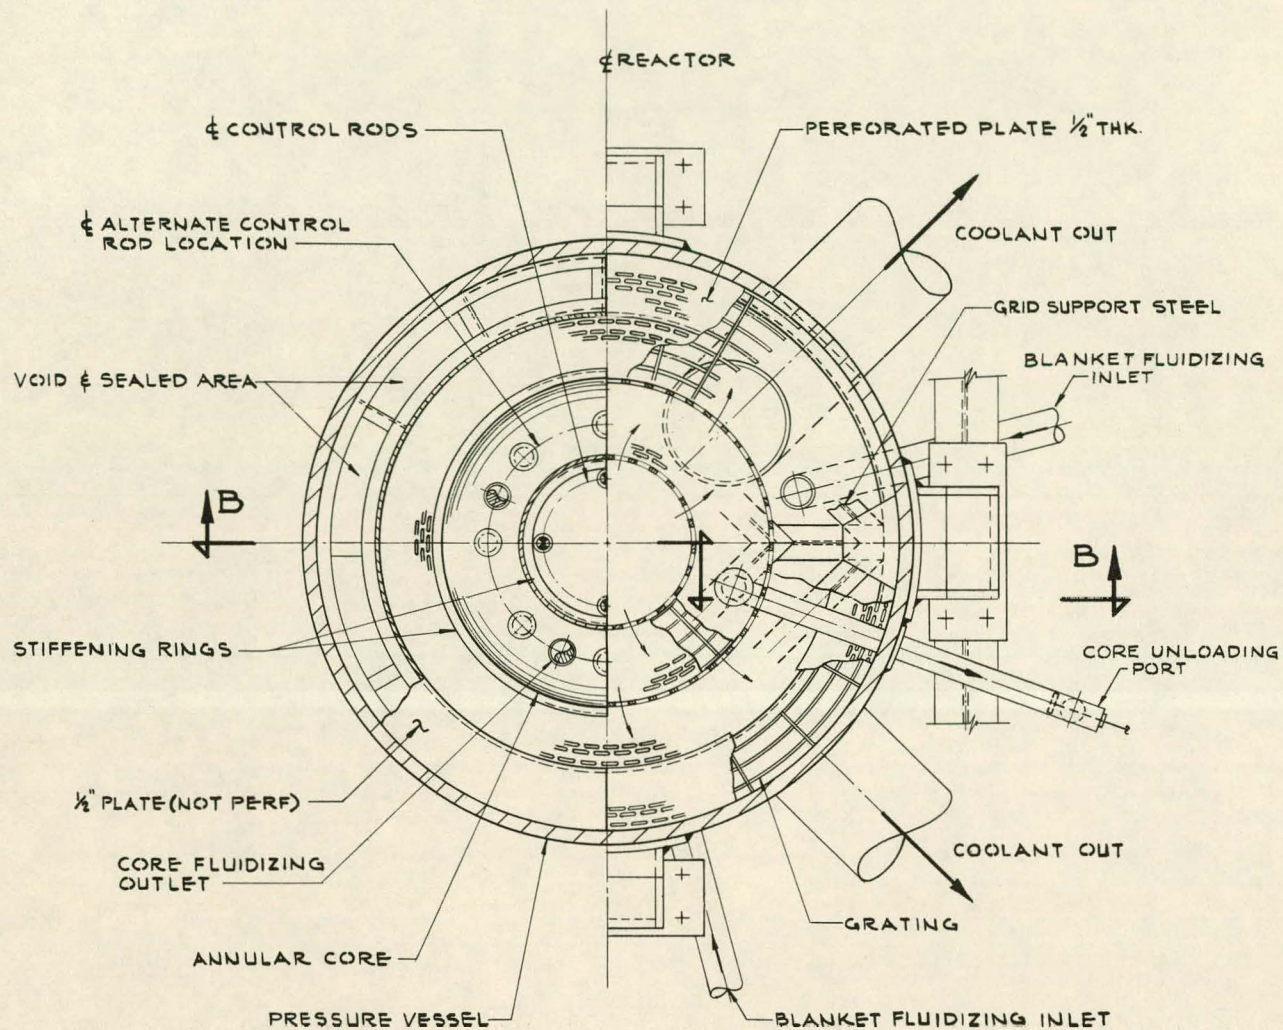 ℄ REACTOR
℄ CONTROL RODS
PERFORATED PLATE ½" THK.
℄ ALTERNATE CONTROL
ROD LOCATION
COOLANT OUT
GRID SUPPORT STEEL
BLANKET FLUIDIZING
INLET
VOID & SEALED AREA
B
B
STIFFENING RINGS
CORE UNLOADING
PORT
½" PLATE (NOT PERF)
CORE FLUIDIZING
OUTLET
COOLANT OUT
GRATING
ANNULAR CORE
PRESSURE VESSEL
BLANKET FLUIDIZING INLET